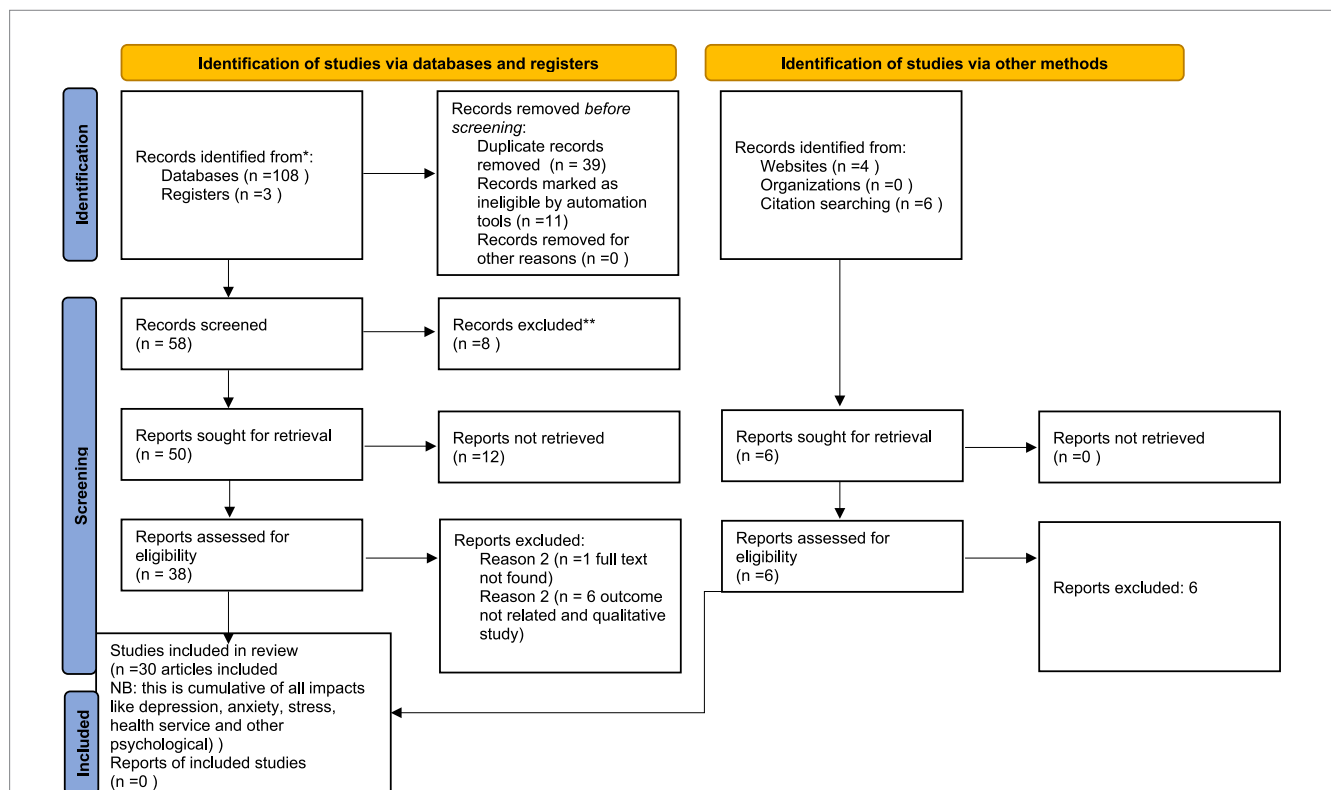 Identification of studies via databases and registers
Identification of studies via other methods
Identification
Records identified from*:
Databases (n =108 )
Registers (n =3 )
Records removed before
screening:
Duplicate records
removed  (n = 39)
Records marked as
ineligible by automation
tools (n =11)
Records removed for
other reasons (n =0 )
Records identified from:
Websites (n =4 )
Organizations (n =0 )
Citation searching (n =6 )
Screening
Records screened
(n = 58)
Records excluded**
(n =8 )
Reports sought for retrieval
(n = 50)
Reports not retrieved
(n =12)
Reports sought for retrieval
(n =6)
Reports not retrieved
(n =0 )
Reports assessed for
eligibility
(n = 38)
Reports excluded:
Reason 2 (n =1 full text
not found)
Reason 2 (n = 6 outcome
not related and qualitative
study)
Reports assessed for
eligibility
(n =6)
Reports excluded: 6
Included
Studies included in review
(n =30 articles included
NB: this is cumulative of all impacts
like depression, anxiety, stress,
health service and other
psychological) )
Reports of included studies
(n =0 )